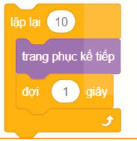 lặp lại 10
trang phục kế tiếp
đợi 1 giây